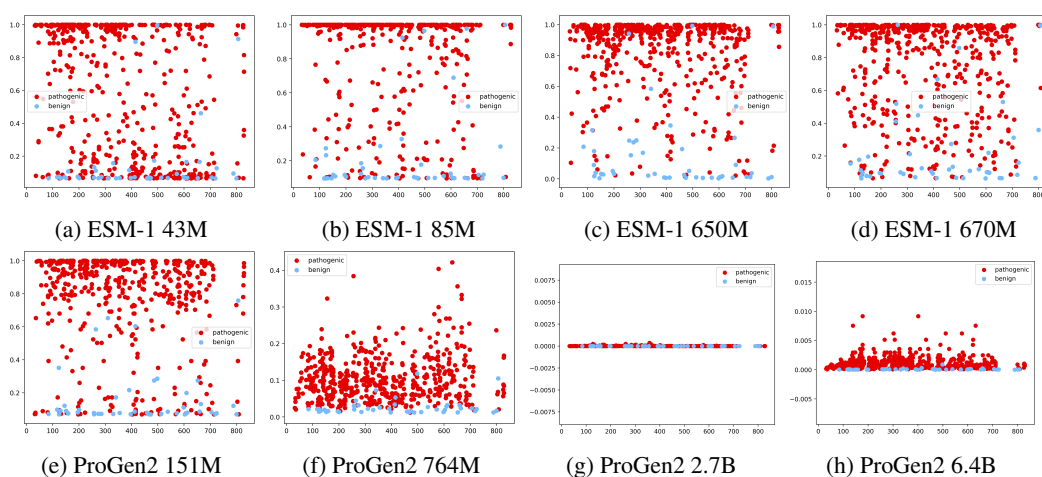 1.0
0.8
0.6
0.4
0.2
0 100 200 300 400 500 600 700 800
pathogenic
benign
(a) ESM-1 43M
1.0
0.8
0.6
0.4
0.2
0 100 200 300 400 500 600 700 800
pathogenic
benign
(b) ESM-1 85M
1.0
0.8
0.6
0.4
0.2
0.0
0 100 200 300 400 500 600 700 800
pathogenic
benign
(c) ESM-1 650M
1.0
0.8
0.6
0.4
0.2
0 100 200 300 400 500 600 700 800
pathogenic
benign
(d) ESM-1 670M
1.0
0.8
0.6
0.4
0.2
0 100 200 300 400 500 600 700 800
pathogenic
benign
(e) ProGen2 151M
0.4
0.3
0.2
0.1
0.0
0 100 200 300 400 500 600 700 800
pathogenic
benign
(f) ProGen2 764M
0.0075
0.0050
0.0025
0.0000
−0.0025
−0.0050
−0.0075
0 100 200 300 400 500 600 700 800
pathogenic
benign
(g) ProGen2 2.7B
0.015
0.010
0.005
0.000
−0.005
0 100 200 300 400 500 600 700 800
pathogenic
benign
(h) ProGen2 6.4B